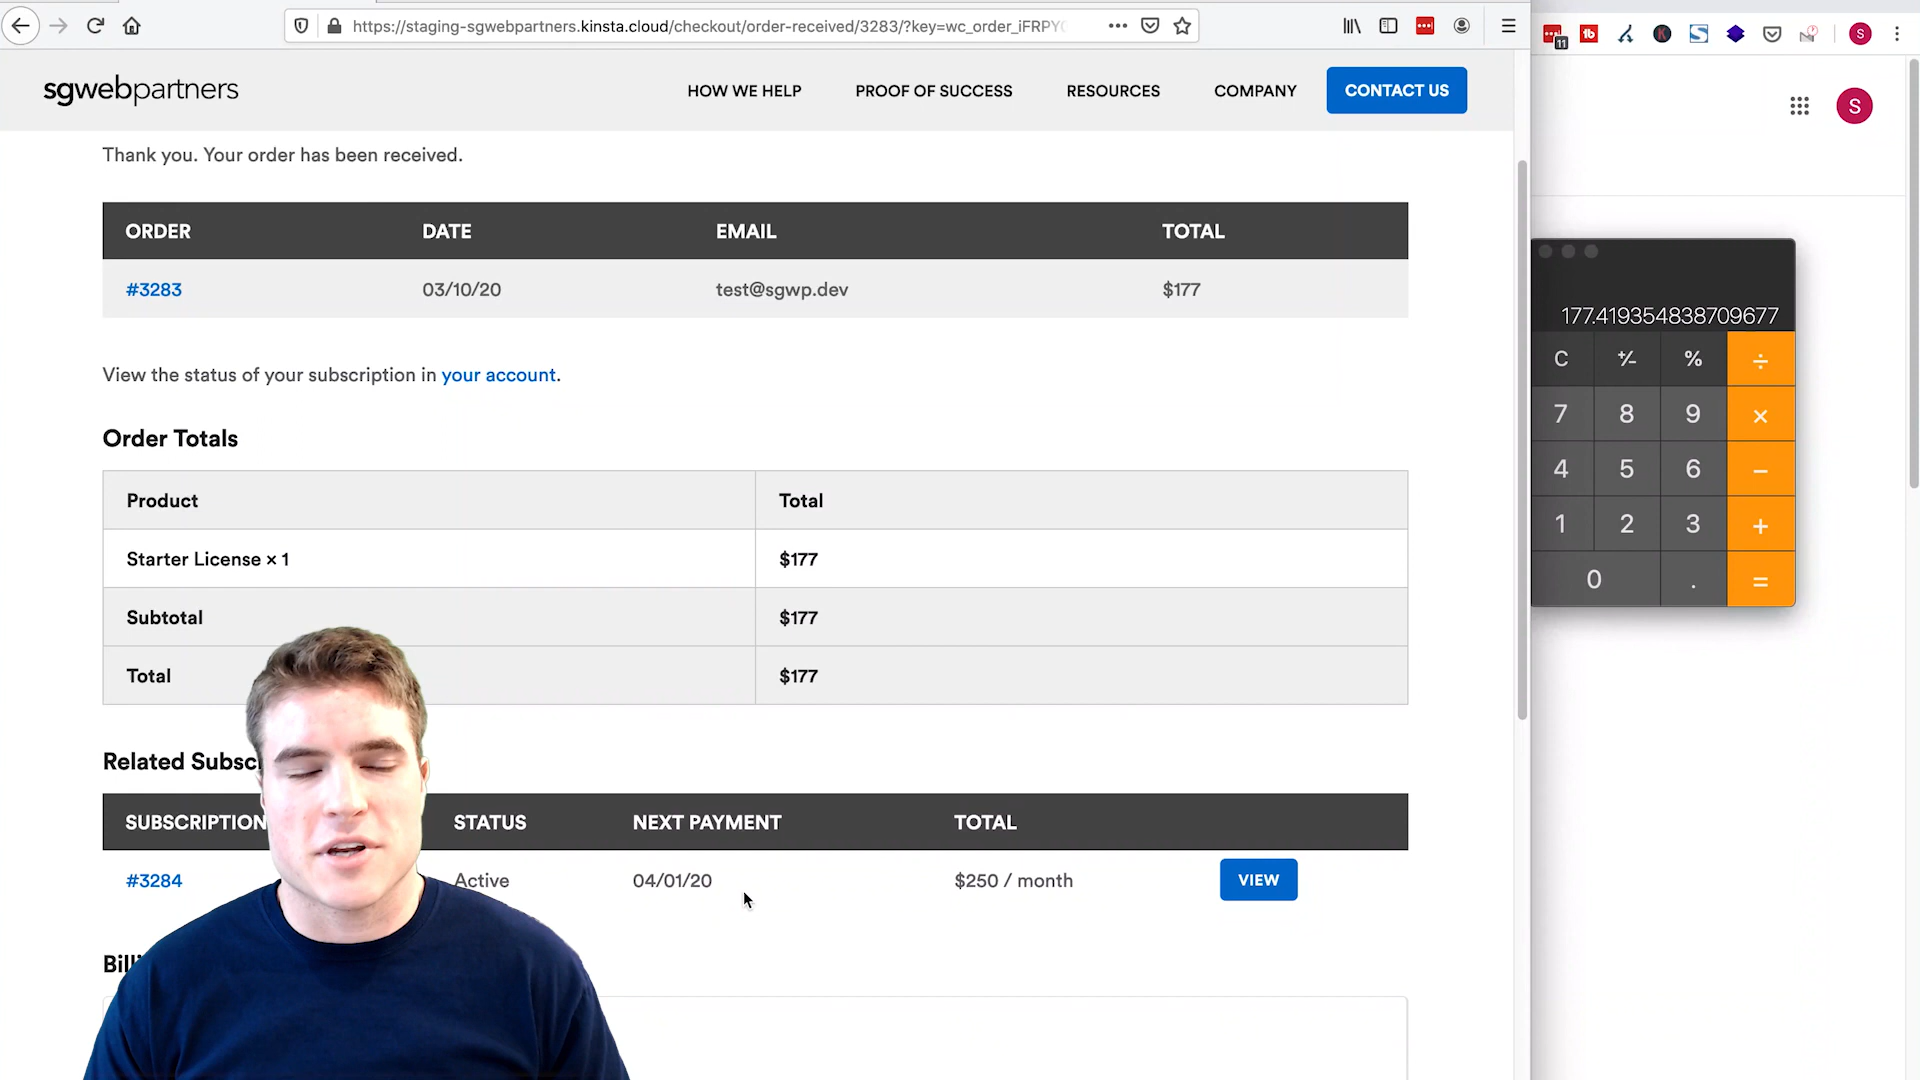 https://staging-sgwebpartners.kinsta.cloud/checkout/order-received/3283/?key=wc_order_iFRPY
11
S
sgwebpartners
HOW WE HELP
PROOF OF SUCCESS
RESOURCES
COMPANY
CONTACT US
S
Thank you. Your order has been received.
ORDER DATE EMAIL TOTAL
#3283 03/10/20 test@sgwp.dev $177
View the status of your subscription in your account.
Order Totals
Product Total
Starter License × 1 $177
Subtotal $177
Total $177
Related Subsc
SUBSCRIPTION STATUS NEXT PAYMENT TOTAL
#3284 Active 04/01/20 $250 / month VIEW
Billi
177.419354838709677
C +/- % ÷
7 8 9 ×
4 5 6 −
1 2 3 +
0 . =